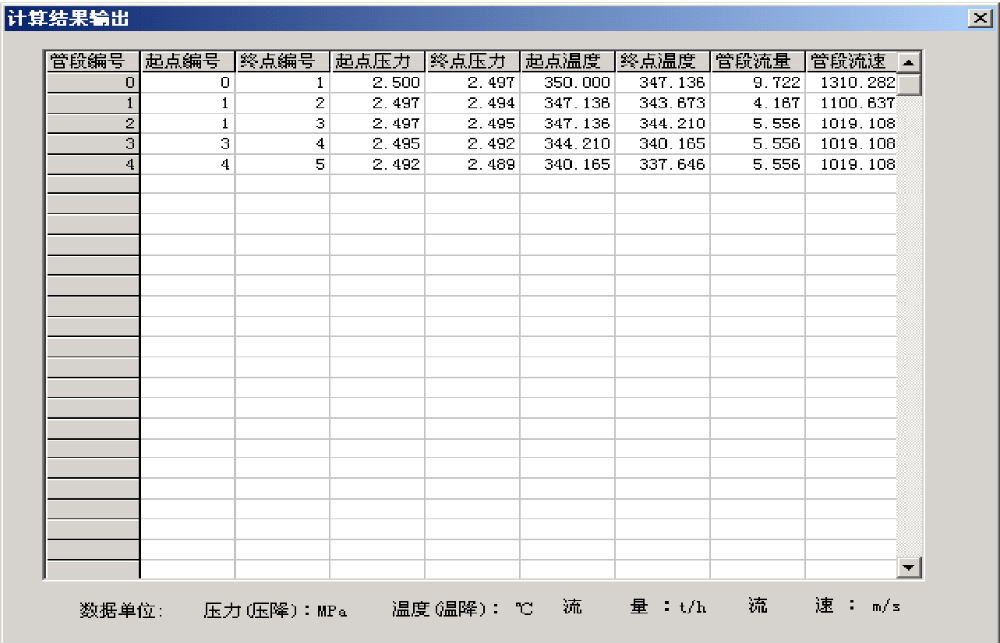 计算结果输出
管段编号 起点编号 终点编号 起点压力 终点压力 起点温度 终点温度 管段流量 管段流速
0 0 1 2.500 2.497 350.000 347.136 9.722 1310.282
1 1 2 2.497 2.494 347.136 343.673 4.167 1100.637
2 1 3 2.497 2.495 347.136 344.210 5.556 1019.108
3 3 4 2.495 2.492 344.210 340.165 5.556 1019.108
4 4 5 2.492 2.489 340.165 337.646 5.556 1019.108
数据单位: 压力(压降):MPa 温度(温降): ℃ 流 量 :t/h 流 速 : m/s